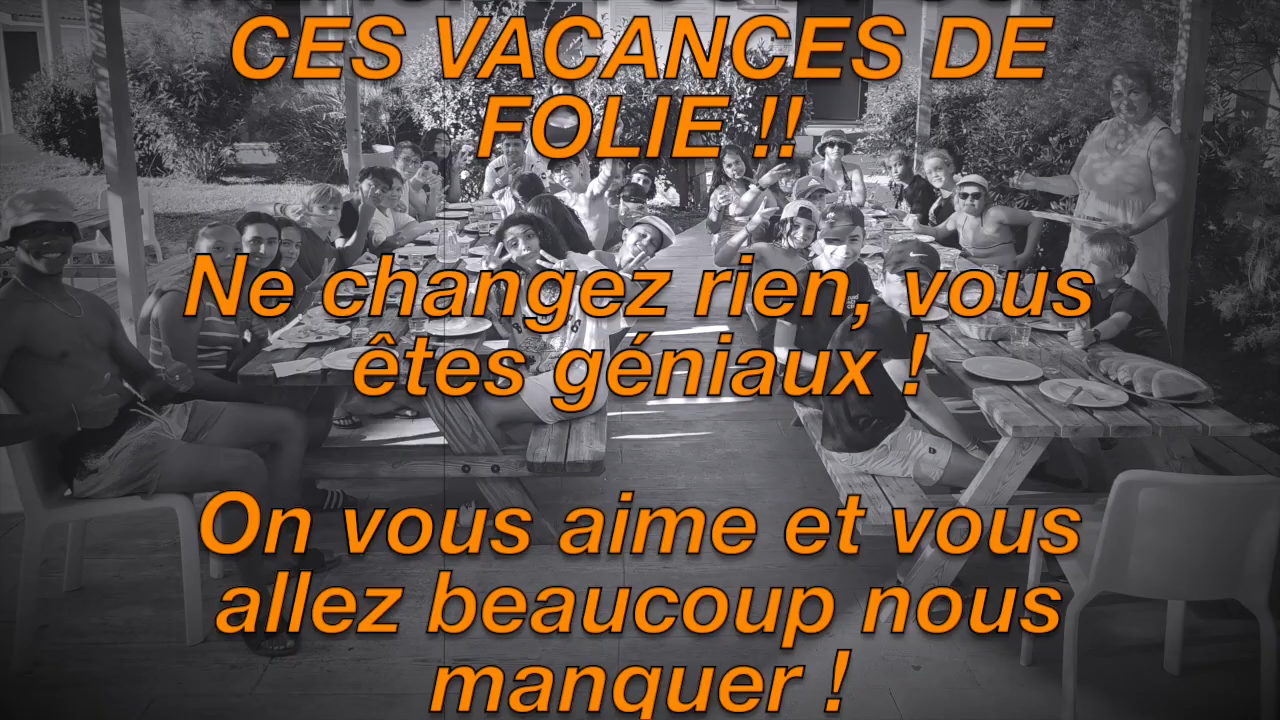 CES VACANCES DE
FOLIE !!
Ne changez rien, vous
êtes géniaux !
On vous aime et vous
allez beaucoup nous
manquer !